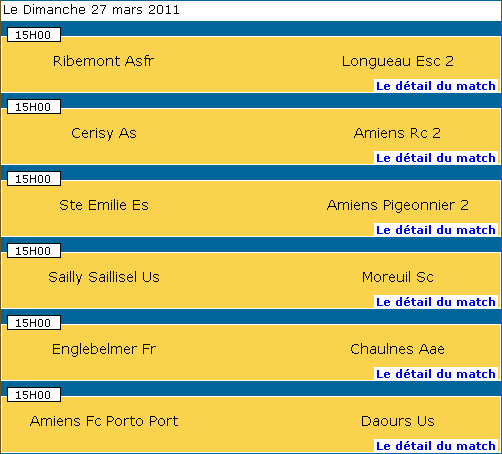 Le Dimanche 27 mars 2011
15H00
Ribemont Asfr Longueau Esc 2
Le détail du match
15H00
Cerisy As Amiens Rc 2
Le détail du match
15H00
Ste Emilie Es Amiens Pigeonnier 2
Le détail du match
15H00
Sailly Saillisel Us Moreuil Sc
Le détail du match
15H00
Englebelmer Fr Chaulnes Aae
Le détail du match
15H00
Amiens Fc Porto Port Daours Us
Le détail du match